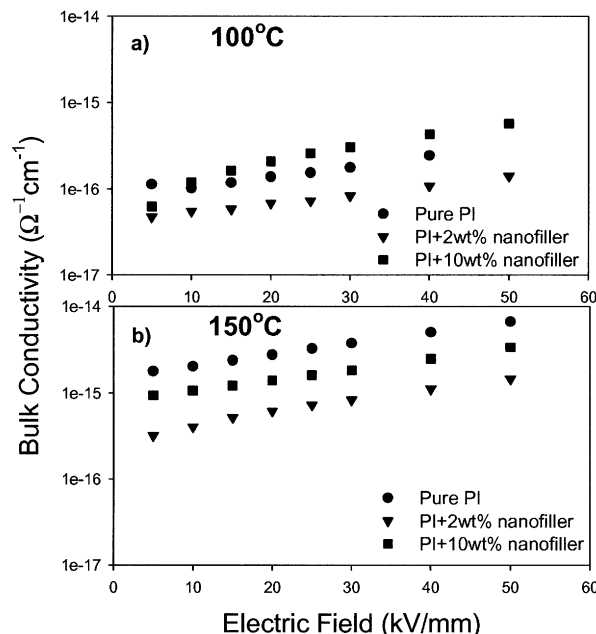 a)
100°C
1e-14
1e-15
1e-16
1e-17
Pure PI
PI+2wt% nanofiller
PI+10wt% nanofiller
0 10 20 30 40 50 60
b)
150°C
1e-14
1e-15
1e-16
1e-17
Pure PI
PI+2wt% nanofiller
PI+10wt% nanofiller
0 10 20 30 40 50 60
Bulk Conductivity (Ω⁻¹cm⁻¹)
Electric Field (kV/mm)